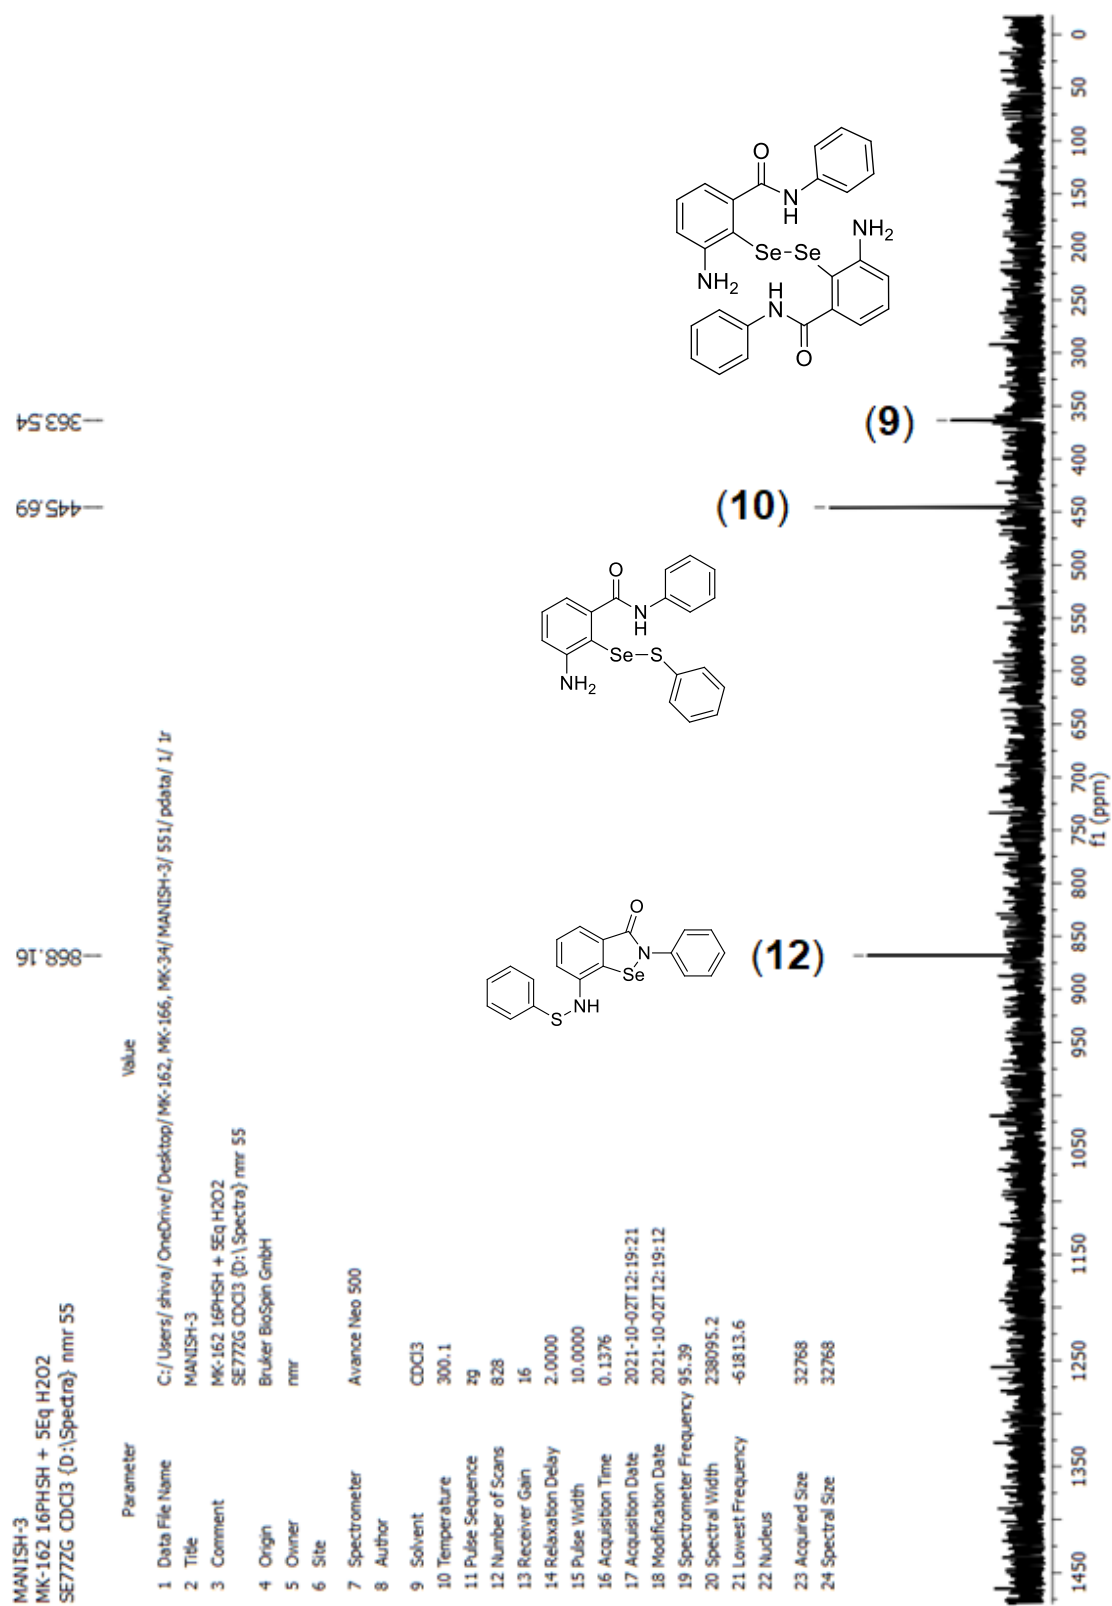 MANISH-3
MK-162 16PHSH + 5Eq H2O2
SE77ZG CDCl3 {D:\Spectra} nmr 55
Parameter Value
1 Data File Name C:/ Users/ shiva/ OneDrive/ Desktop/ MK-162, MK-166, MK-34/ MANISH-3/ 551/ pdata/ 1/ 1r
2 Title MANISH-3
3 Comment MK-162 16PHSH + 5Eq H2O2
SE77ZG CDCl3 {D:\Spectra} nmr 55
4 Origin Bruker BioSpin GmbH
5 Owner nmr
6 Site
7 Spectrometer Avance Neo 500
8 Author
9 Solvent CDCl3
10 Temperature 300.1
11 Pulse Sequence zg
12 Number of Scans 828
13 Receiver Gain 16
14 Relaxation Delay 2.0000
15 Pulse Width 10.0000
16 Acquisition Time 0.1376
17 Acquisition Date 2021-10-02T12:19:21
18 Modification Date 2021-10-02T12:19:12
19 Spectrometer Frequency 95.39
20 Spectral Width 238095.2
21 Lowest Frequency -61813.6
22 Nucleus
23 Acquired Size 32768
24 Spectral Size 32768
868.16
445.69
363.54
O
N
H
Se-Se
NH2
NH2
H
N
O
(9)
(10)
O
N
H
Se-S
NH2
O
N
Se
NH
S
(12)
1450 1350 1250 1150 1050 950 900 850 800 750 700 650 600 550 500 450 400 350 300 250 200 150 100 50 0
f1 (ppm)